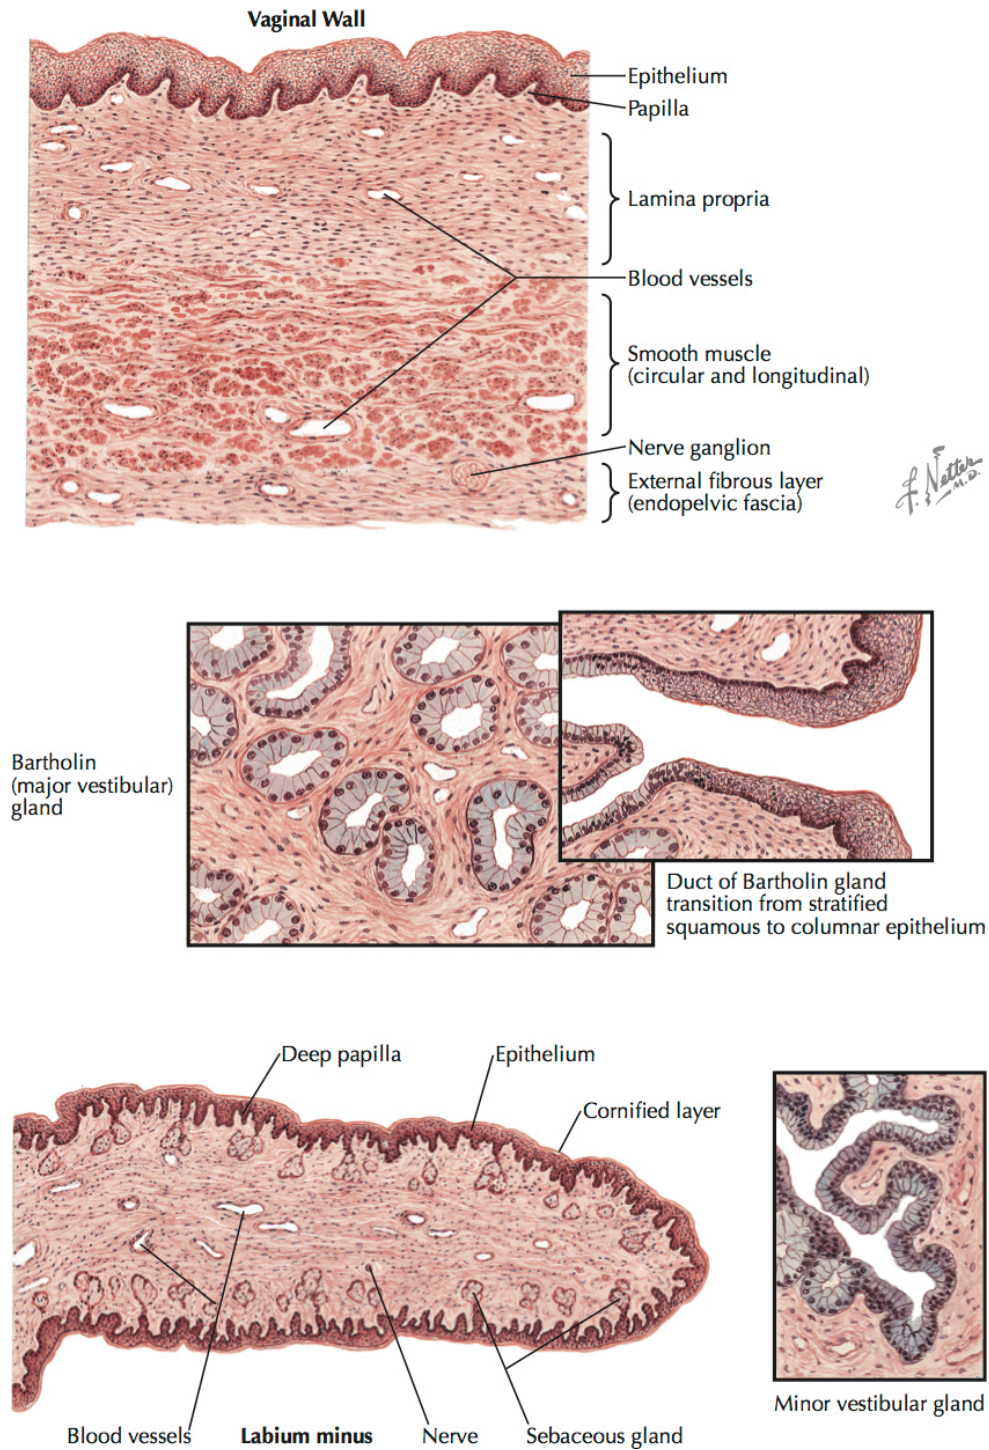 Vaginal Wall
Epithelium
Papilla
Lamina propria
Blood vessels
Smooth muscle
(circular and longitudinal)
Nerve ganglion
External fibrous layer
(endopelvic fascia)
F. Netter
M.D.
Bartholin
(major vestibular)
gland
Duct of Bartholin gland
transition from stratified
squamous to columnar epithelium
Deep papilla
Epithelium
Cornified layer
Blood vessels
Labium minus
Nerve
Sebaceous gland
Minor vestibular gland